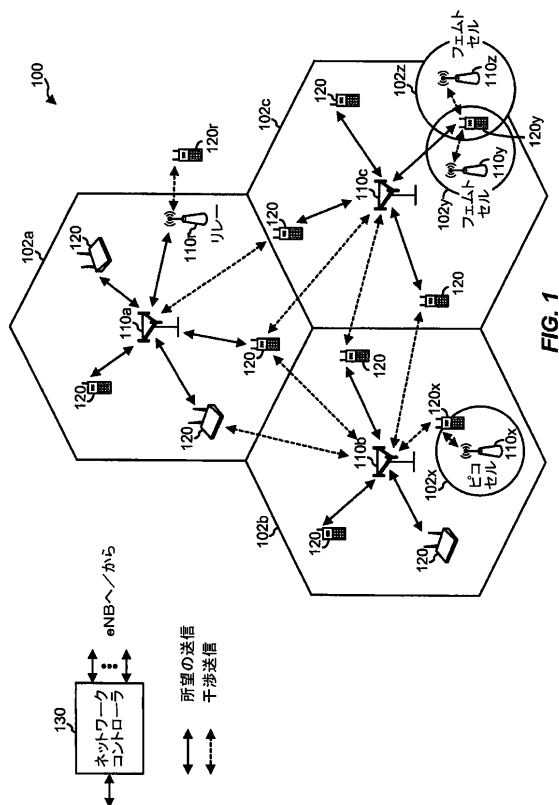 100
130
ネットワーク
コントローラ
eNBへ/から
所望の送信
干渉送信
102a
120
120
110a
110r
リレー
120r
120
120
120
102c
120
110c
120
102z
フェムト
セル
110z
110y
120y
102y
フェムトセル
102b
120
110b
120
120
120x
102x
ピコ
セル
110x
FIG. 1